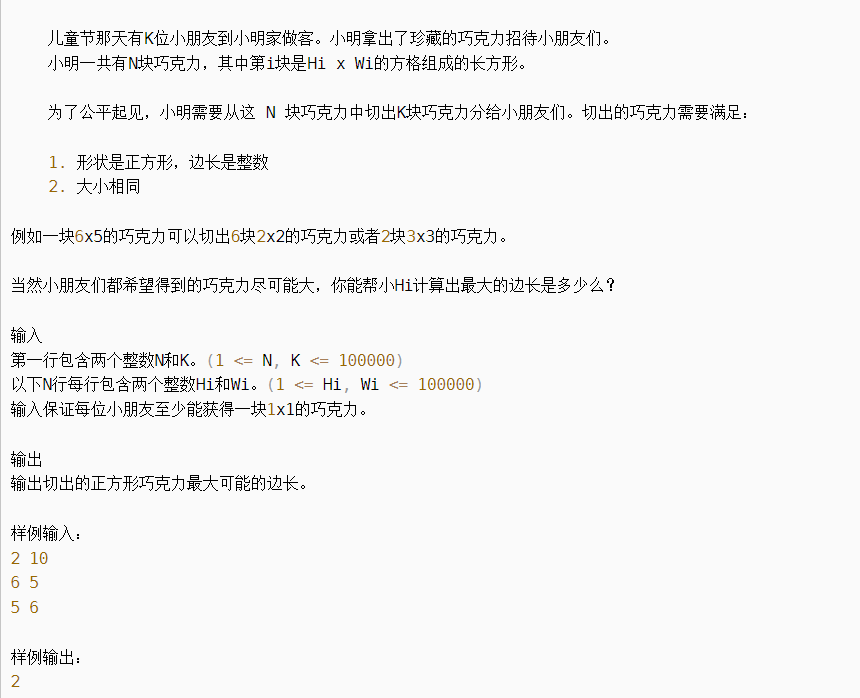 儿童节那天有K位小朋友到小明家做客。小明拿出了珍藏的巧克力招待小朋友们。
小明一共有N块巧克力，其中第i块是Hi x Wi的方格组成的长方形。
为了公平起见，小明需要从这 N 块巧克力中切出K块巧克力分给小朋友们。切出的巧克力需要满足：
1. 形状是正方形，边长是整数
2. 大小相同
例如一块6x5的巧克力可以切出6块2x2的巧克力或者2块3x3的巧克力。
当然小朋友们都希望得到的巧克力尽可能大，你能帮小Hi计算出最大的边长是多少么？
输入
第一行包含两个整数N和K。(1 <= N, K <= 100000)
以下N行每行包含两个整数Hi和Wi。(1 <= Hi, Wi <= 100000)
输入保证每位小朋友至少能获得一块1x1的巧克力。
输出
输出切出的正方形巧克力最大可能的边长。
样例输入：
2 10
6 5
5 6
样例输出：
2